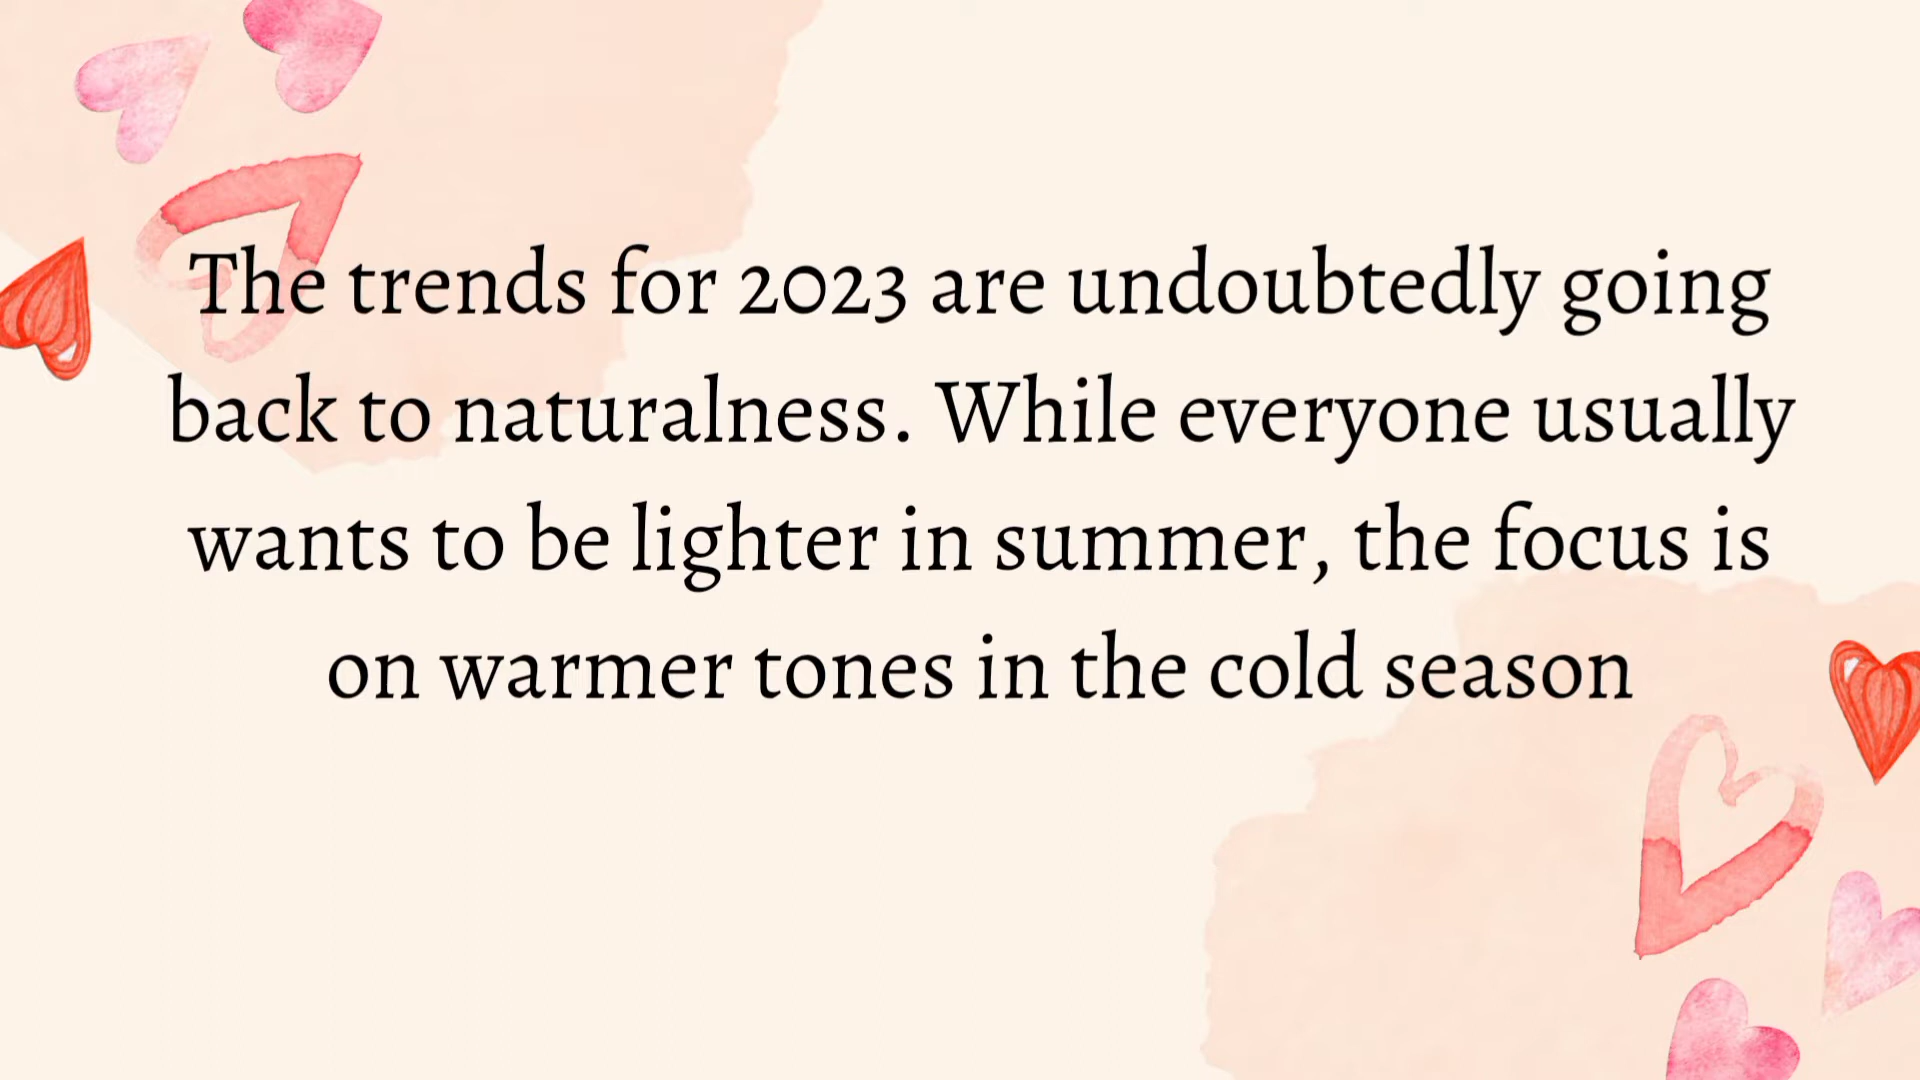 The trends for 2023 are undoubtedly going
back to naturalness. While everyone usually
wants to be lighter in summer, the focus is
on warmer tones in the cold season